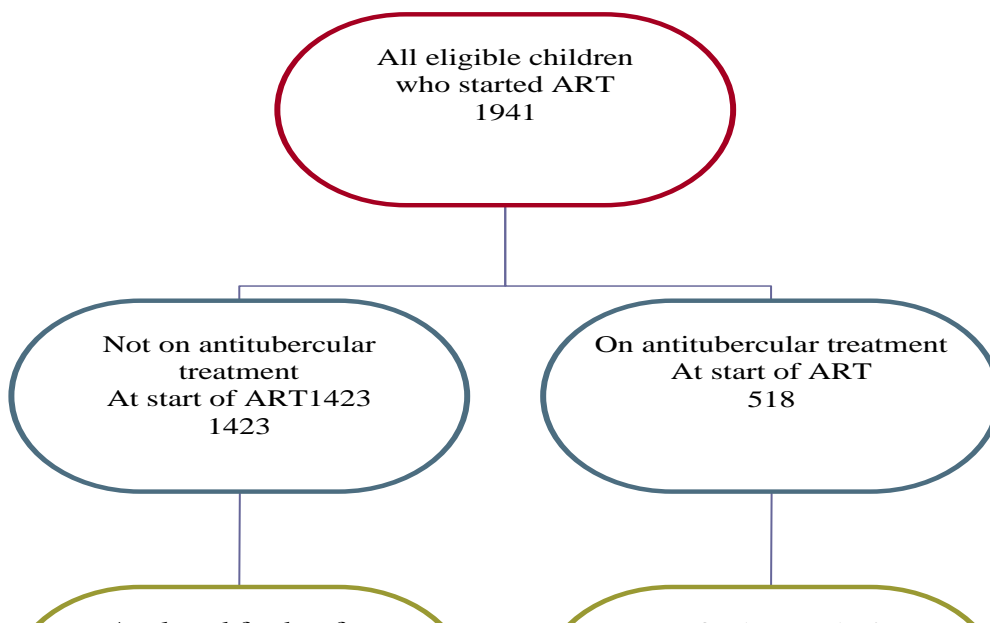 All eligible children
who started ART
1941
Not on antitubercular
treatment
At start of ART1423
1423
On antitubercular treatment
At start of ART
518